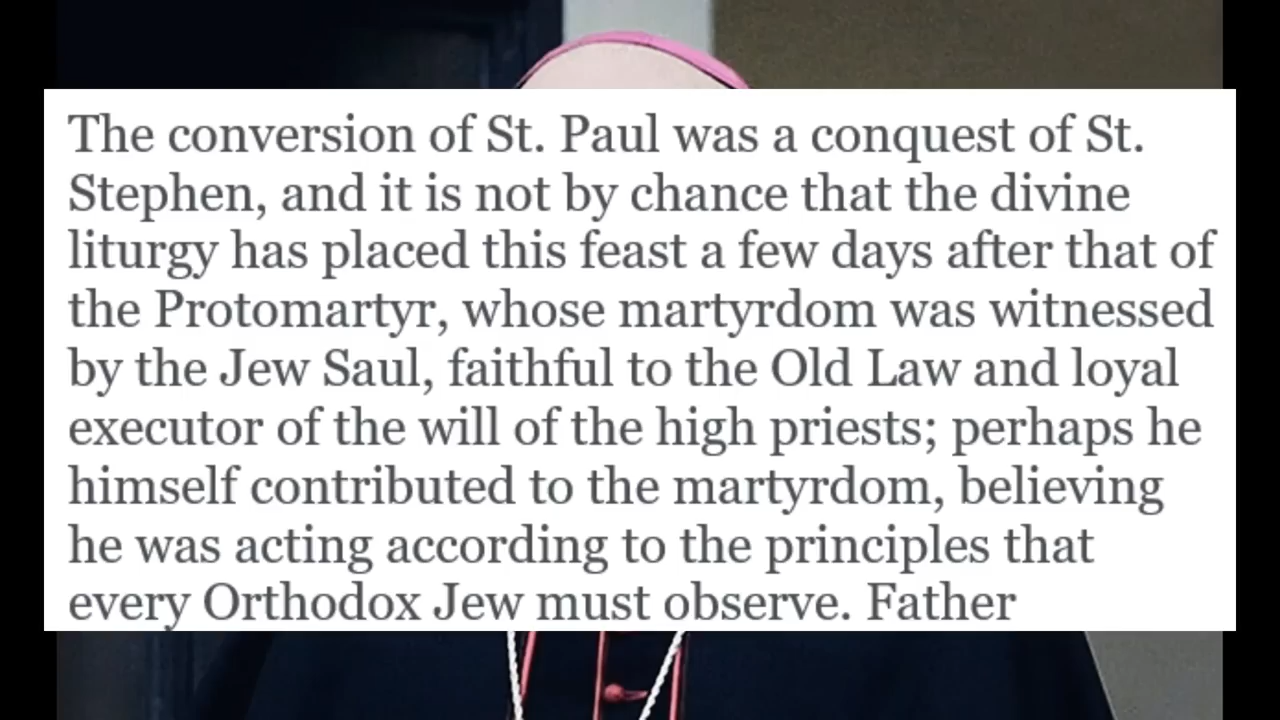 The conversion of St. Paul was a conquest of St.
Stephen, and it is not by chance that the divine
liturgy has placed this feast a few days after that of
the Protomartyr, whose martyrdom was witnessed
by the Jew Saul, faithful to the Old Law and loyal
executor of the will of the high priests; perhaps he
himself contributed to the martyrdom, believing
he was acting according to the principles that
every Orthodox Jew must observe. Father